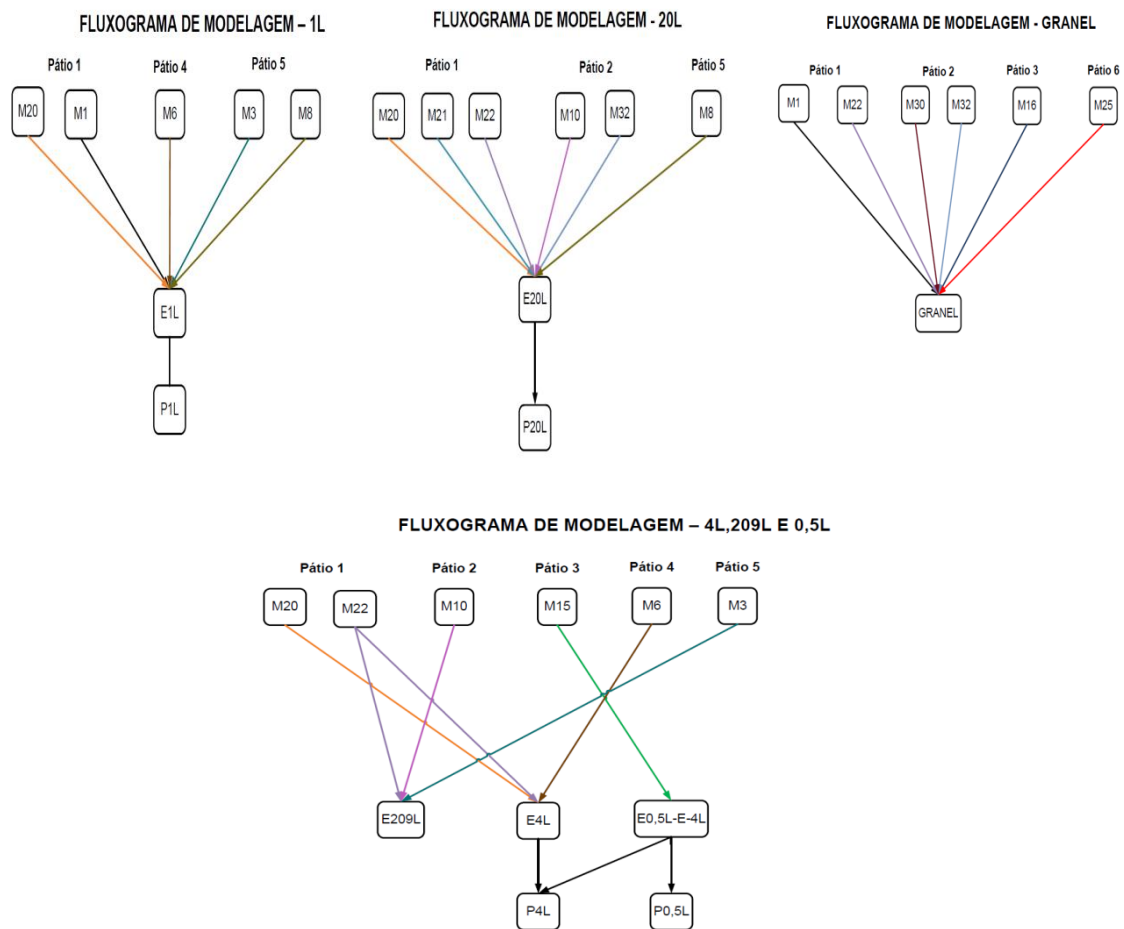 FLUXOGRAMA DE MODELAGEM – 1L
Pátio 1 Pátio 4 Pátio 5
M20 M1 M6 M3 M8
E1L
P1L
FLUXOGRAMA DE MODELAGEM - 20L
Pátio 1 Pátio 2 Pátio 5
M20 M21 M22 M10 M32 M8
E20L
P20L
FLUXOGRAMA DE MODELAGEM - GRANEL
Pátio 1 Pátio 2 Pátio 3 Pátio 6
M1 M22 M30 M32 M16 M25
GRANEL
FLUXOGRAMA DE MODELAGEM – 4L,209L E 0,5L
Pátio 1 Pátio 2 Pátio 3 Pátio 4 Pátio 5
M20 M22 M10 M15 M6 M3
E209L E4L E0,5L-E-4L
P4L P0,5L